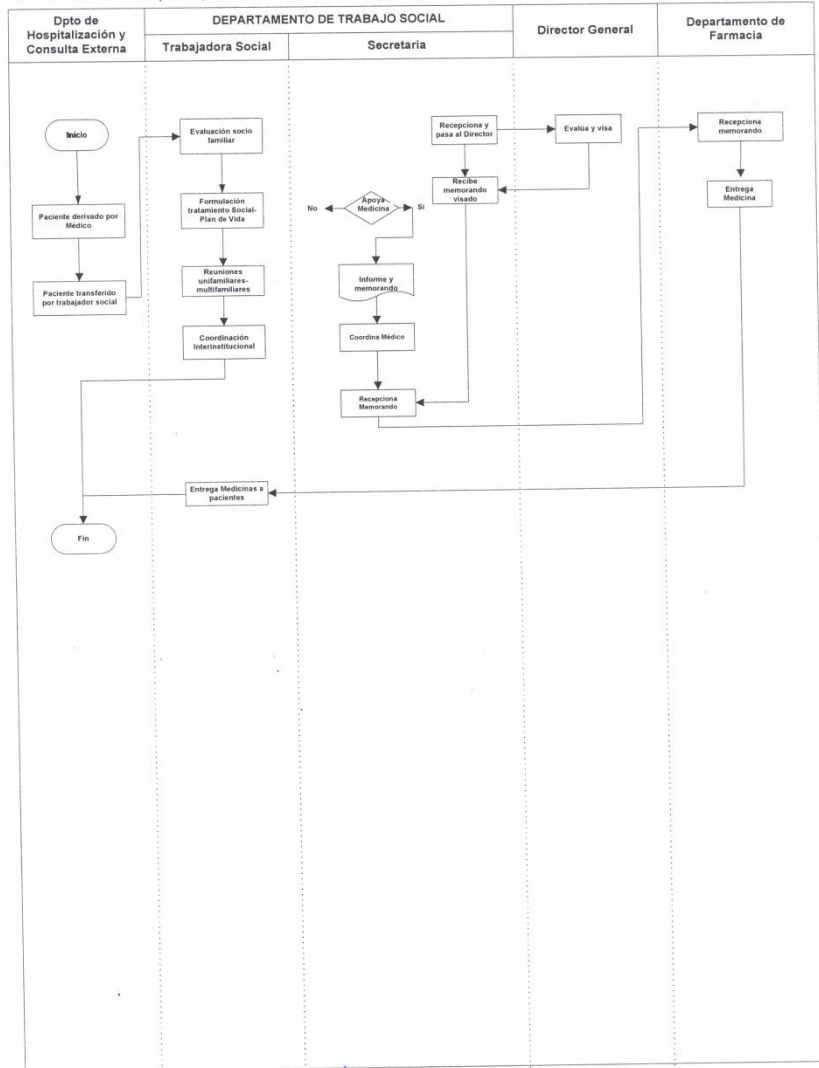 Dpto de
Hospitalización y
Consulta Externa
DEPARTAMENTO DE TRABAJO SOCIAL
Trabajadora Social
Secretaria
Director General
Departamento de
Farmacia
Inicio
Paciente derivado por
Médico
Paciente transferido
por trabajador social
Evaluación socio
familiar
Formulación
tratamiento Social-
Plan de Vida
Reuniones
unifamiliares-
multifamiliares
Coordinación
Interinstitucional
No
Apoya
Medicina
Si
Informe y
memorando
Coordina Médico
Recepciona
Memorando
Recepciona y
pasa al Director
Recibe
memorando
visado
Evalúa y visa
Recepciona
memorando
Entrega
Medicina
Entrega Medicinas a
pacientes
Fin